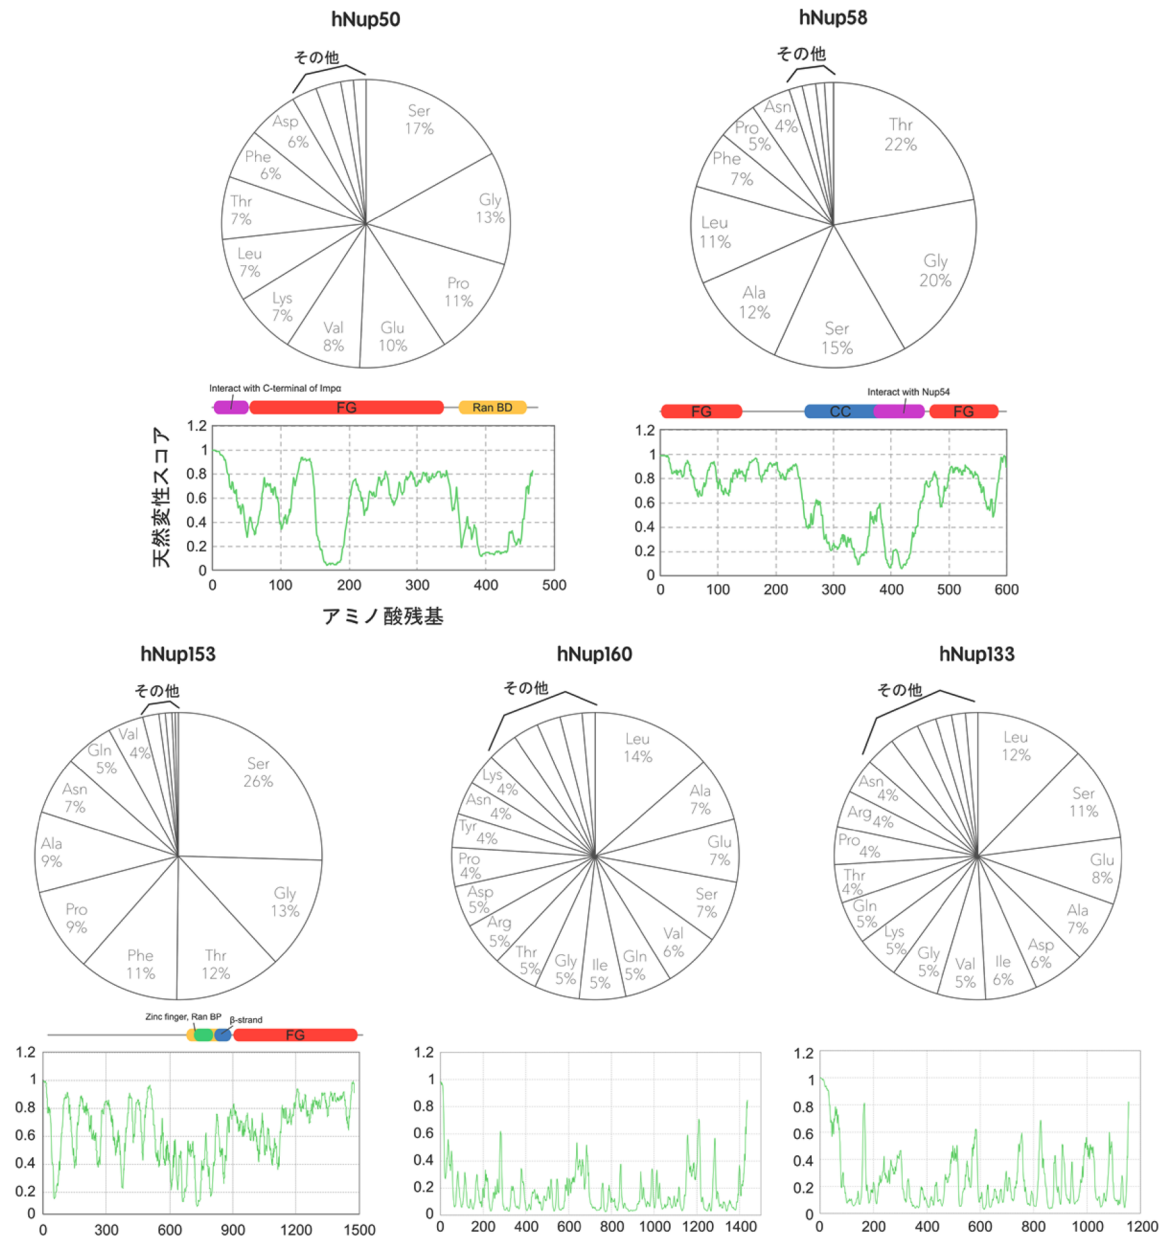 hNup50
その他
Ser
17%
Gly
13%
Pro
11%
Glu
10%
Val
8%
Lys
7%
Leu
7%
Thr
7%
Phe
6%
Asp
6%
Interact with C-terminal of Impα
FG
Ran BD
天然変性スコア
1.2
1
0.8
0.6
0.4
0.2
0
0 100 200 300 400 500
アミノ酸残基
hNup58
その他
Thr
22%
Gly
20%
Ser
15%
Ala
12%
Leu
11%
Phe
7%
Pro
5%
Asn
4%
Interact with Nup54
FG CC FG
1.2
1
0.8
0.6
0.4
0.2
0
0 100 200 300 400 500 600
hNup153
その他
Ser
26%
Gly
13%
Thr
12%
Phe
11%
Pro
9%
Ala
9%
Asn
7%
Gln
5%
Val
4%
Zinc finger, Ran BP
β-strand
FG
1.2
1
0.8
0.6
0.4
0.2
0
0 300 600 900 1200 1500
hNup160
その他
Leu
14%
Ala
7%
Glu
7%
Ser
7%
Val
6%
Gln
5%
Ile
5%
Gly
5%
Thr
5%
Arg
5%
Asp
5%
Pro
4%
Tyr
4%
Asn
4%
Lys
4%
1.2
1
0.8
0.6
0.4
0.2
0
0 200 400 600 800 1000 1200 1400
hNup133
その他
Leu
12%
Ser
11%
Glu
8%
Ala
7%
Asp
6%
Ile
6%
Val
5%
Gly
5%
Lys
5%
Gln
5%
Thr
4%
Pro
4%
Arg
4%
Asn
4%
1.2
1
0.8
0.6
0.4
0.2
0
0 200 400 600 800 1000 1200